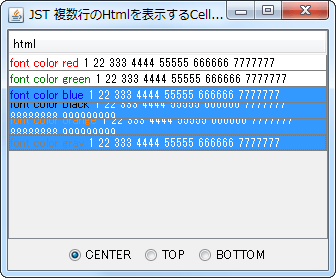 JST 複数行のHtmlを表示するCell...
html
font color red 1 22 333 4444 55555 666666 7777777
font color green 1 22 333 4444 55555 666666 7777777
font color blue 1 22 333 4444 55555 666666 7777777
font color black 1 22 333 4444 55555 666666 7777777
88888888 999999999
font color 1 22 333 4444 55555 666666 7777777
88888888 999999999
1 22 333 4444 55555 666666 7777777
CENTER TOP BOTTOM